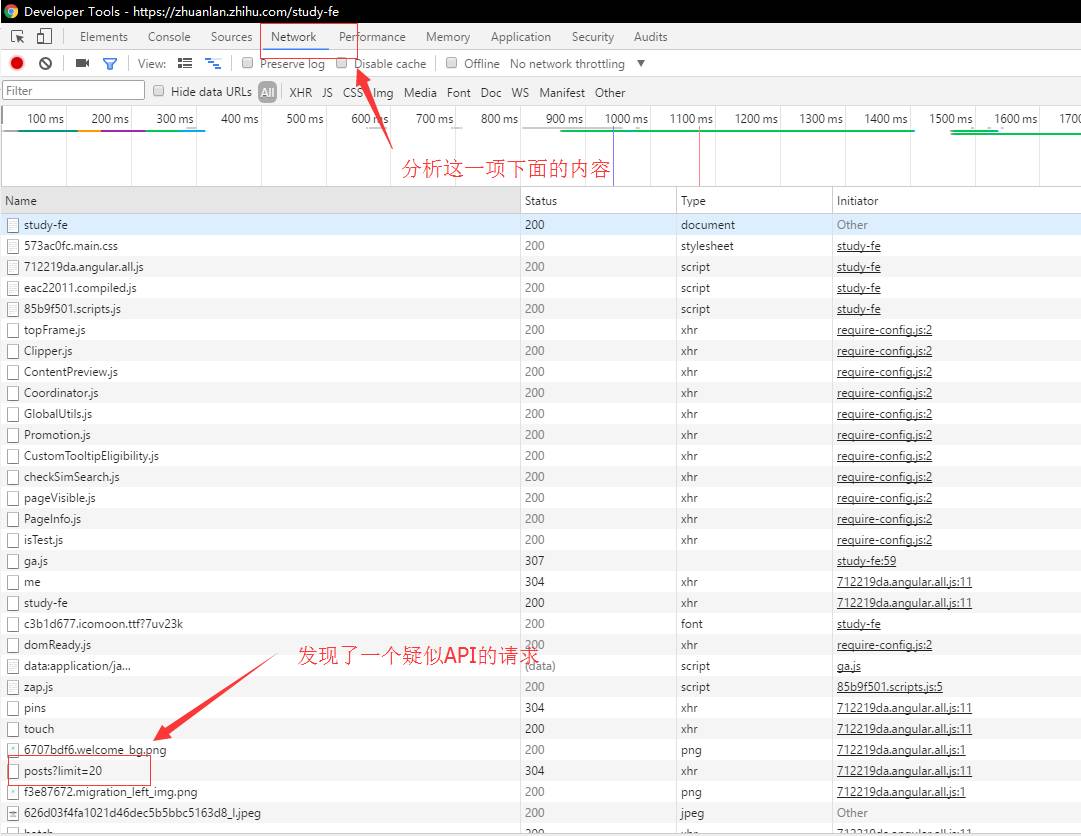 Developer Tools - https://zhuanlan.zhihu.com/study-fe
Elements Console Sources Network Performance Memory Application Security Audits
View: Preserve log Disable cache Offline No network throttling
Filter Hide data URLs All XHR JS CSS Img Media Font Doc WS Manifest Other
100 ms 200 ms 300 ms 400 ms 500 ms 600 ms 700 ms 800 ms 900 ms 1000 ms 1100 ms 1200 ms 1300 ms 1400 ms 1500 ms 1600 ms 1700
分析这一项下面的内容
Name Status Type Initiator
study-fe 200 document Other
573ac0fc.main.css 200 stylesheet study-fe
712219da.angular.all.js 200 script study-fe
eac22011.compiled.js 200 script study-fe
85b9f501.scripts.js 200 script study-fe
topFrame.js 200 xhr require-config.js:2
Clipper.js 200 xhr require-config.js:2
ContentPreview.js 200 xhr require-config.js:2
Coordinator.js 200 xhr require-config.js:2
GlobalUtils.js 200 xhr require-config.js:2
Promotion.js 200 xhr require-config.js:2
CustomTooltipEligibility.js 200 xhr require-config.js:2
checkSimSearch.js 200 xhr require-config.js:2
pageVisible.js 200 xhr require-config.js:2
PageInfo.js 200 xhr require-config.js:2
isTest.js 200 xhr require-config.js:2
ga.js 307 study-fe:59
me 304 xhr 712219da.angular.all.js:11
study-fe 200 xhr 712219da.angular.all.js:11
c3b1d677.icomoon.ttf?7uv23k 200 font study-fe
domReady.js 200 xhr require-config.js:2
发现了一个疑似API的请求
data:application/ja... (data) script ga.js
zap.js 200 script 85b9f501.scripts.js:5
pins 304 xhr 712219da.angular.all.js:11
touch 200 xhr 712219da.angular.all.js:11
6707bdf6.welcome_bg.png 200 png 712219da.angular.all.js:1
posts?limit=20 304 xhr 712219da.angular.all.js:11
f3e87672.migration_left_img.png 200 png 712219da.angular.all.js:1
626d03f4fa1021d46dec5b5bbc5163d8_l.jpeg 200 jpeg Other